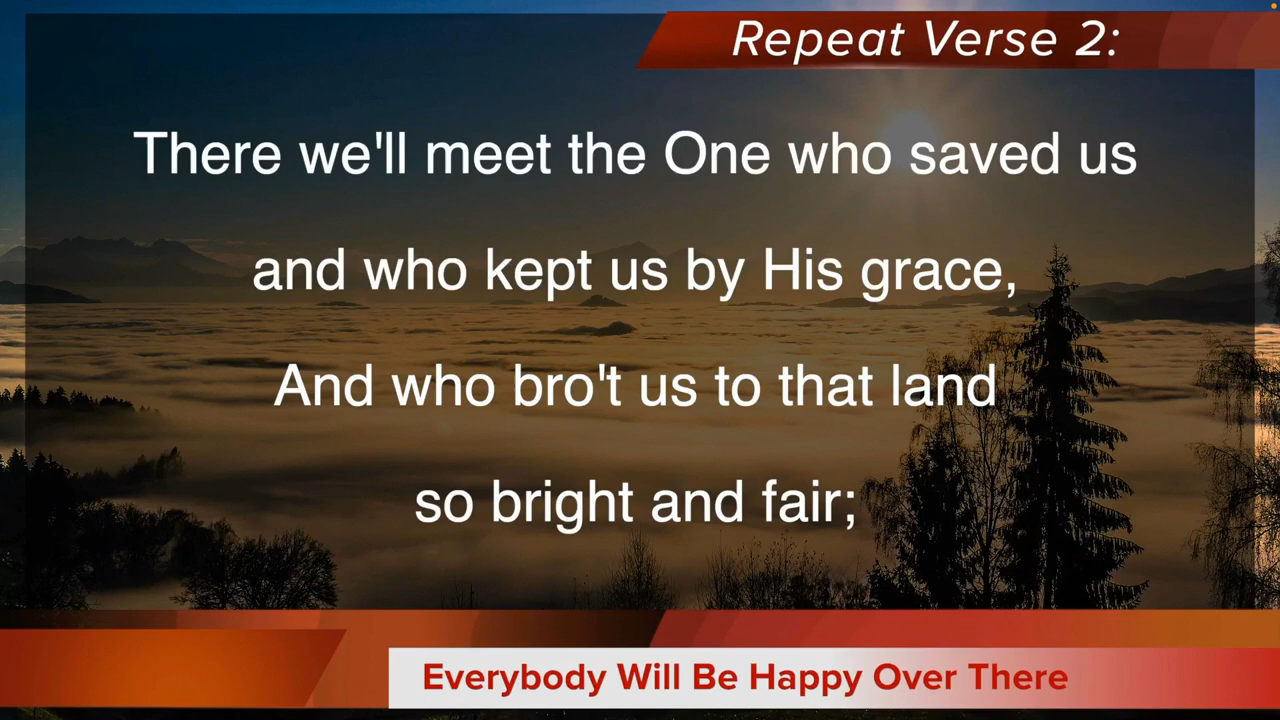 Repeat Verse 2:
There we'll meet the One who saved us
and who kept us by His grace,
And who bro't us to that land
so bright and fair;
Everybody Will Be Happy Over There